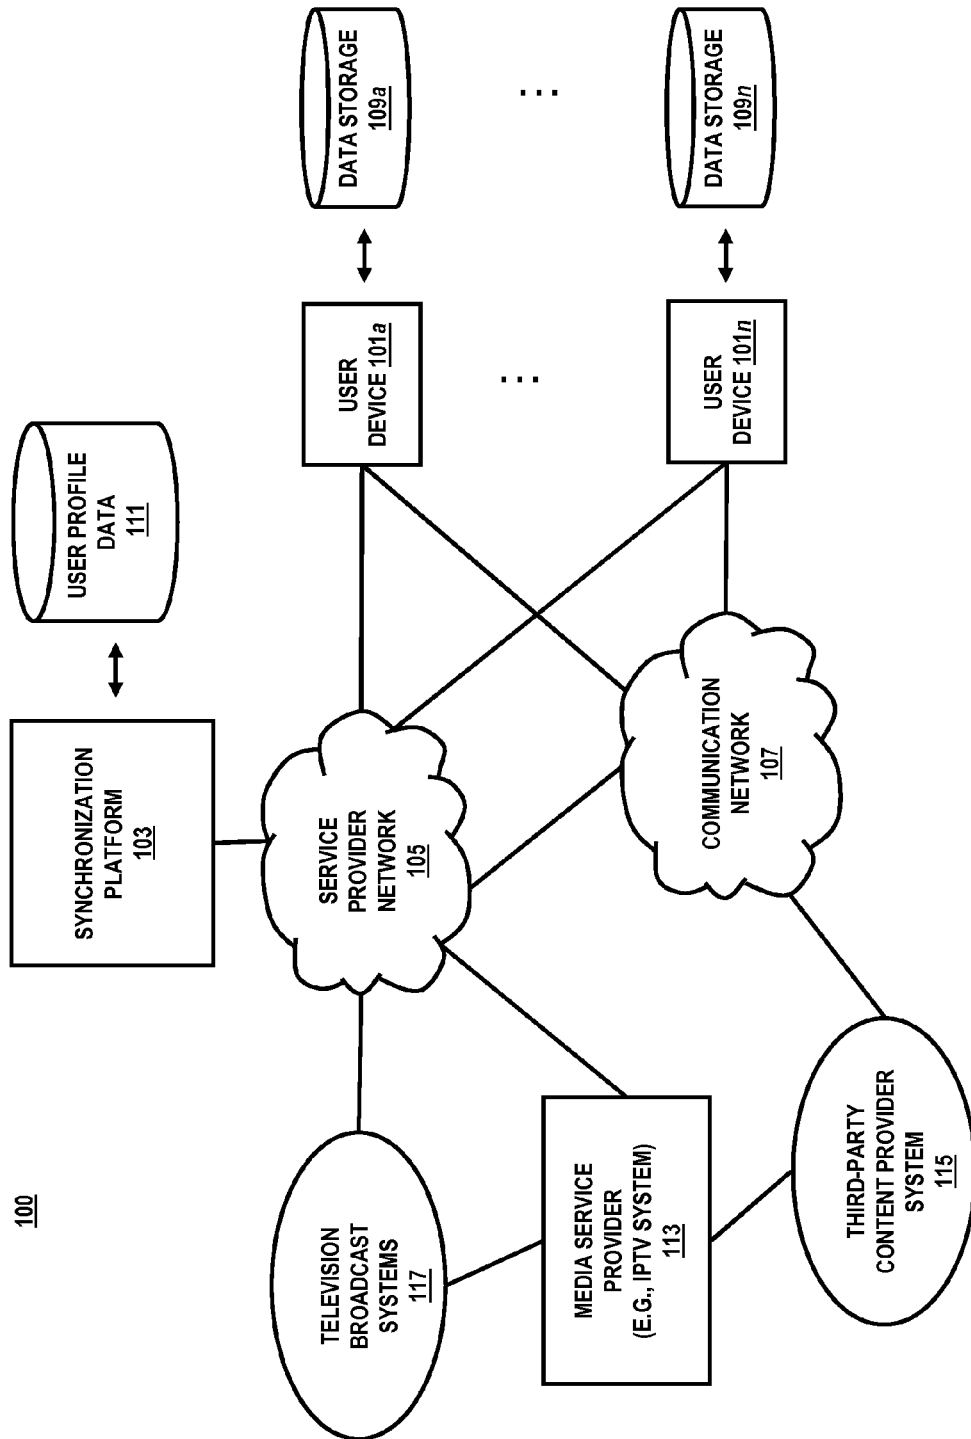 100
SYNCHRONIZATION
PLATFORM
103
USER PROFILE
DATA
111
TELEVISION
BROADCAST
SYSTEMS
117
SERVICE
PROVIDER
NETWORK
105
USER
DEVICE 101a
DATA STORAGE
109a
...
...
MEDIA SERVICE
PROVIDER
(E.G., IPTV SYSTEM)
113
COMMUNICATION
NETWORK
107
USER
DEVICE 101n
DATA STORAGE
109n
THIRD-PARTY
CONTENT PROVIDER
SYSTEM
115